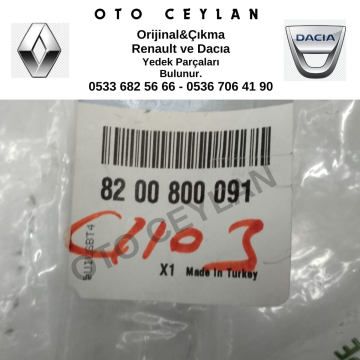 OTO CEYLAN
Orijinal&Çıkma
Renault ve Dacıa
Yedek Parçaları
Bulunur.
0533 682 56 66 - 0536 706 41 90
DACIA
82 00 800 091
OTO CEYLAN
Clio 3
X1 Made in Turkey